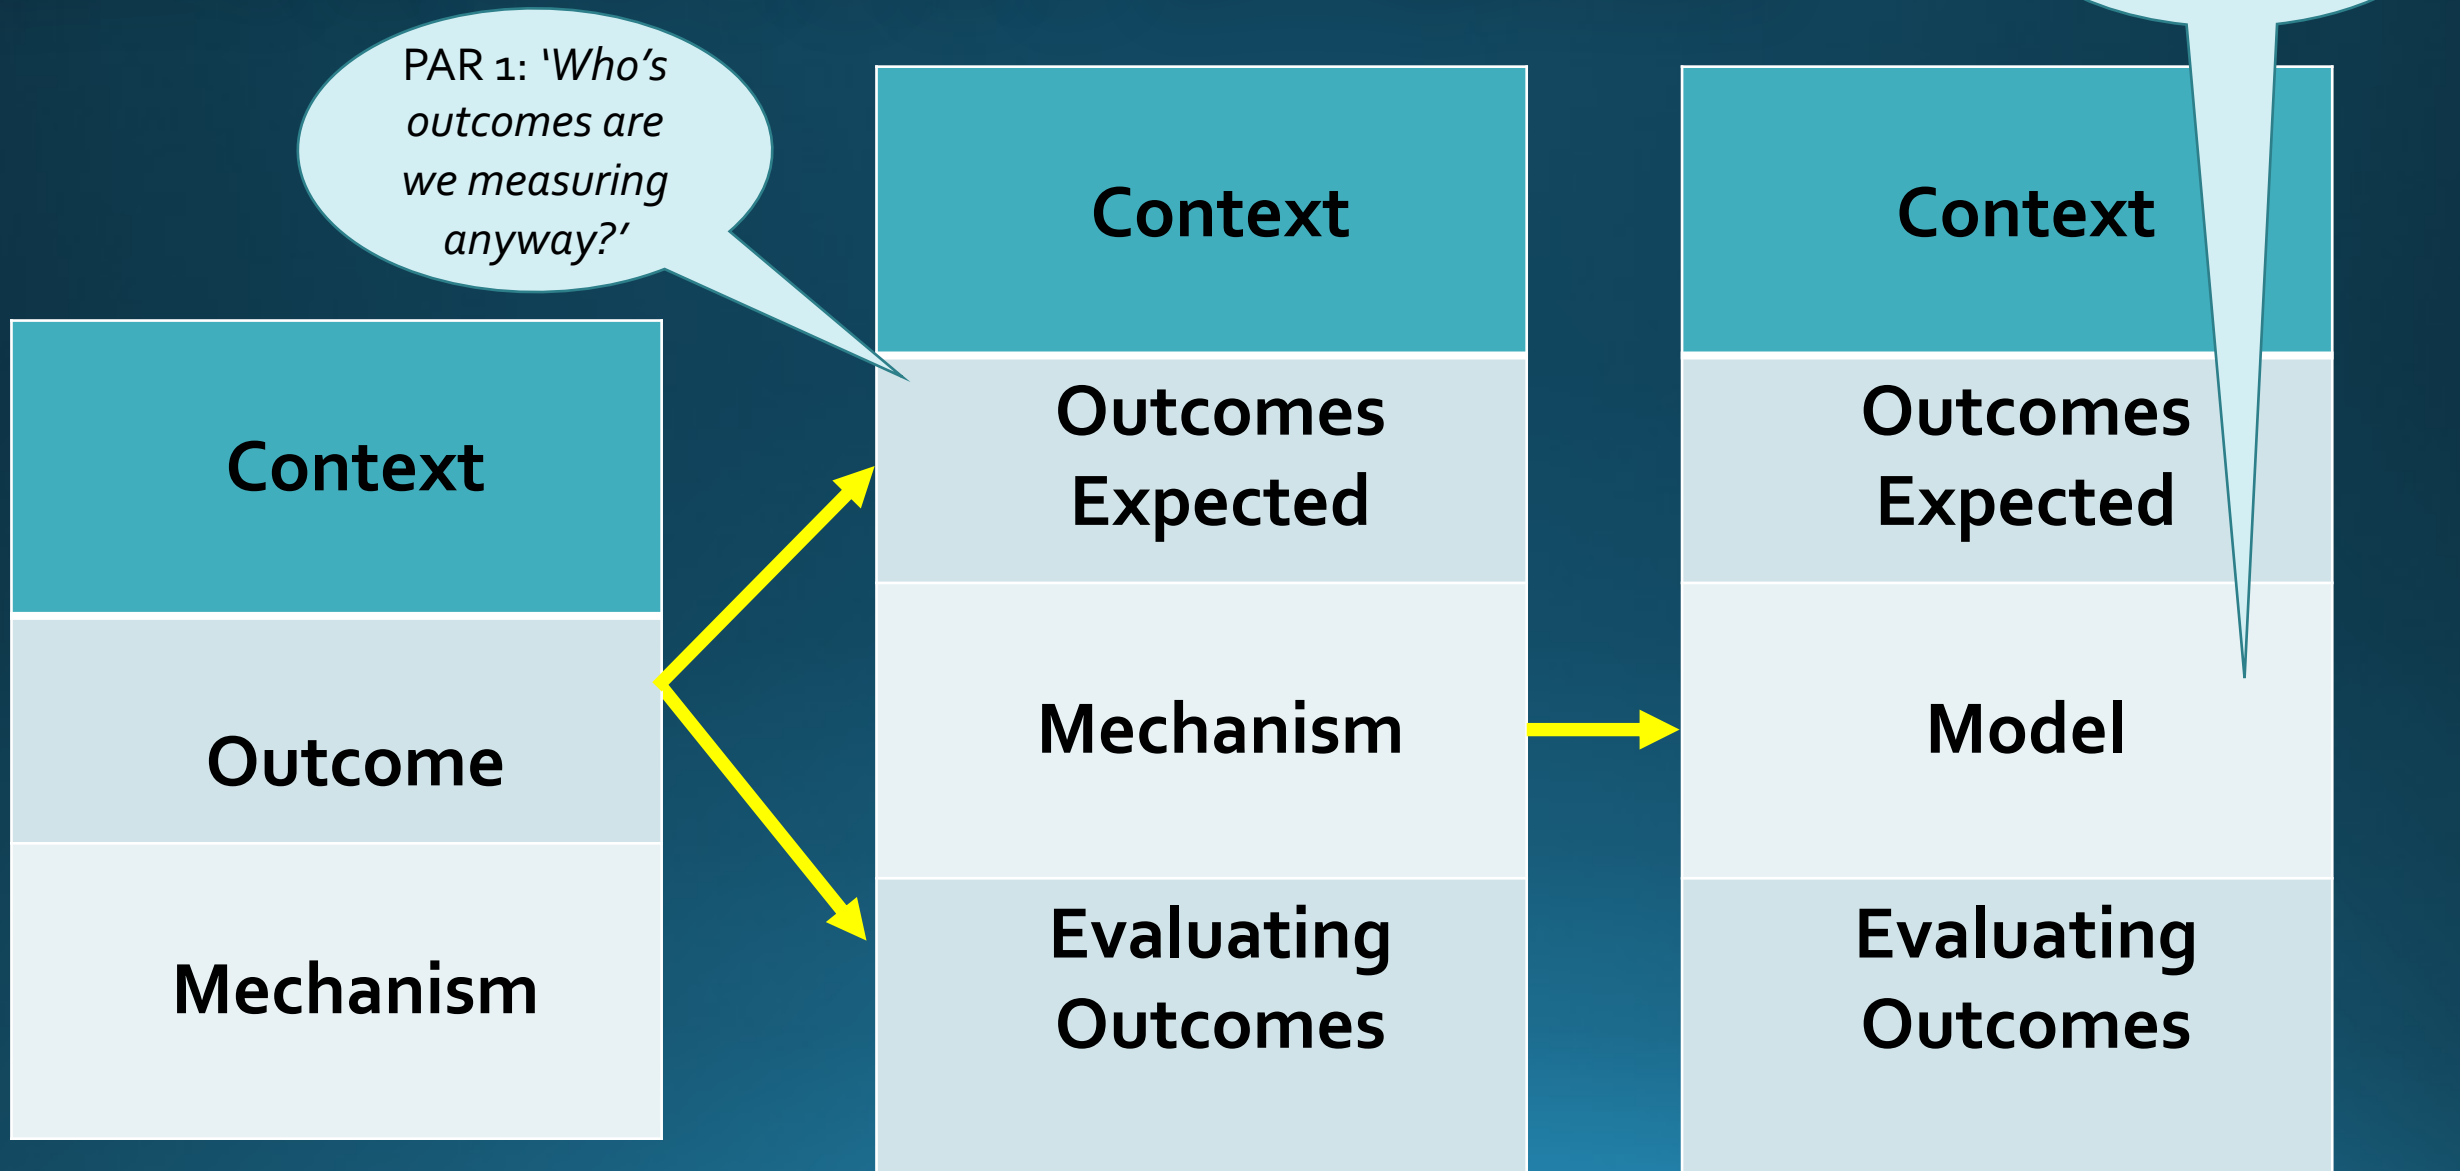 PAR 1: ‘Who’s
outcomes are
we measuring
anyway?’
Context
Outcome
Mechanism
Context
Outcomes
Expected
Mechanism
Evaluating
Outcomes
Context
Outcomes
Expected
Model
Evaluating
Outcomes